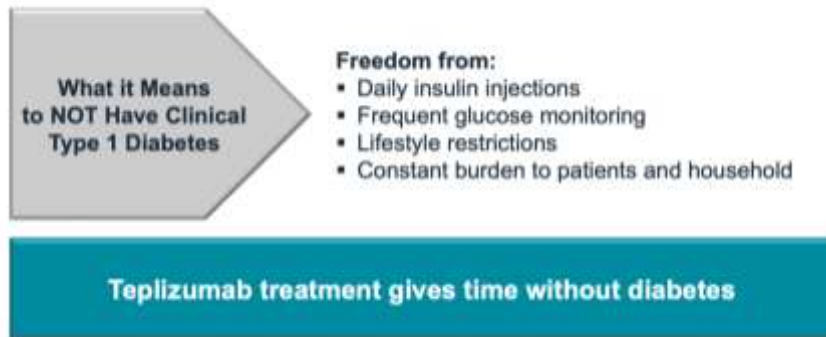 What it Means
to NOT Have Clinical
Type 1 Diabetes
Freedom from:
▪ Daily insulin injections
▪ Frequent glucose monitoring
▪ Lifestyle restrictions
▪ Constant burden to patients and household
Teplizumab treatment gives time without diabetes